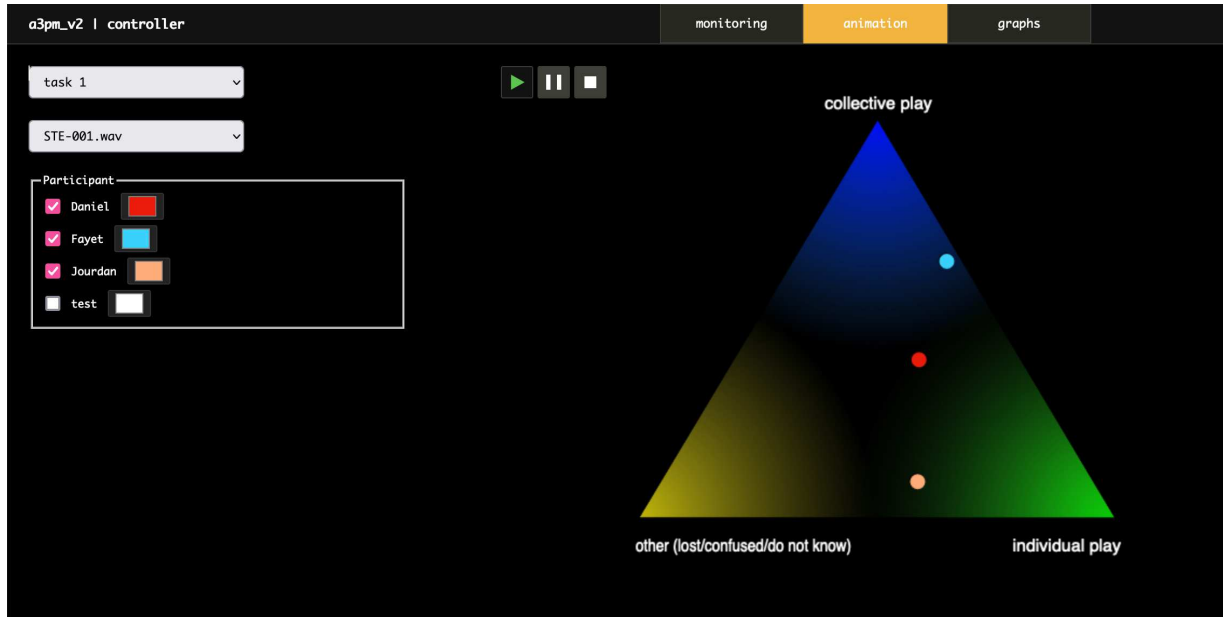 a3pm_v2 | controller
monitoring
animation
graphs
task 1
STE-001.wav
Participant
Daniel
Fayet
Jourdan
test
collective play
other (lost/confused/do not know)
individual play